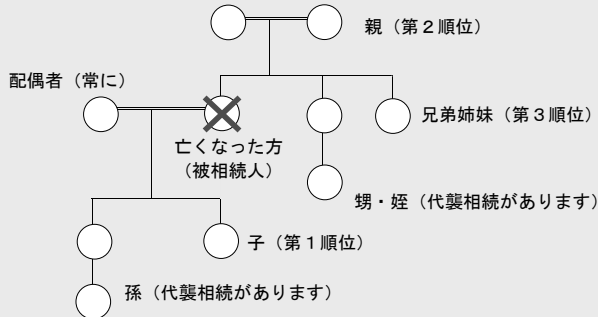 親（第２順位）
配偶者（常に）
亡くなった方
（被相続人）
兄弟姉妹（第３順位）
甥・姪（代襲相続があります）
子（第１順位）
孫（代襲相続があります）